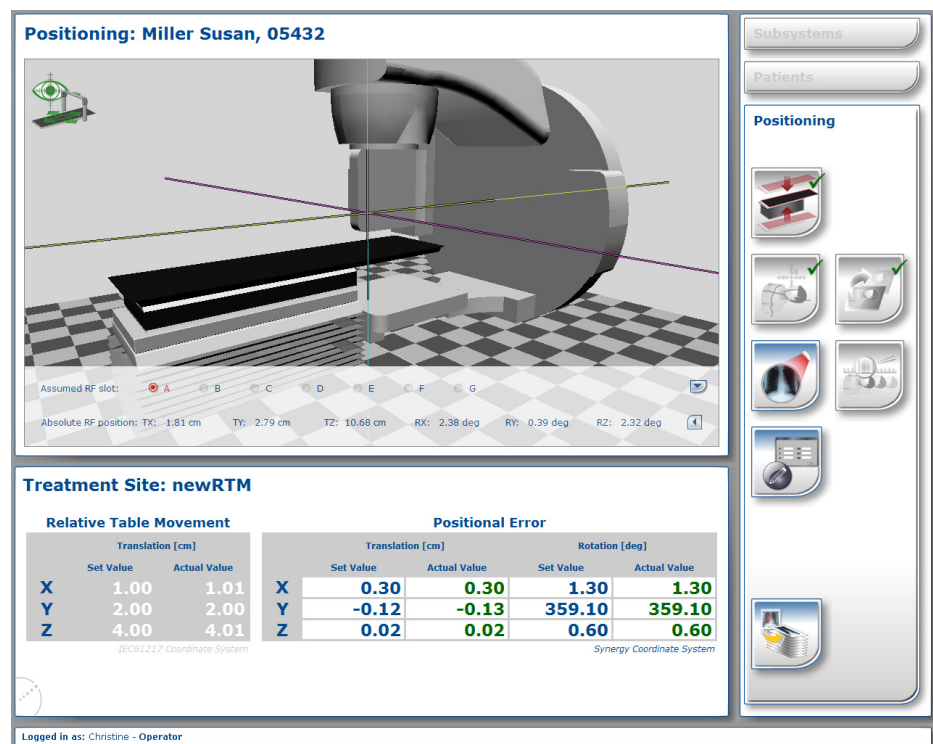 Positioning: Miller Susan, 05432
Subsystems
Patients
Positioning
Assumed RF slot: A B C D E F G
Absolute RF position: TX: 1.81 cm TY: 2.79 cm TZ: 10.68 cm RX: 2.38 deg RY: 0.39 deg RZ: 2.32 deg
Treatment Site: newRTM
Relative Table Movement Positional Error
Translation [cm] Translation [cm] Rotation [deg]
Set Value Actual Value Set Value Actual Value Set Value Actual Value
X 1.00 1.01 X 0.30 0.30 1.30 1.30
Y 2.00 2.00 Y -0.12 -0.13 359.10 359.10
Z 4.00 4.01 Z 0.02 0.02 0.60 0.60
IEC61217 Coordinate System Synergy Coordinate System
Logged in as: Christine - Operator